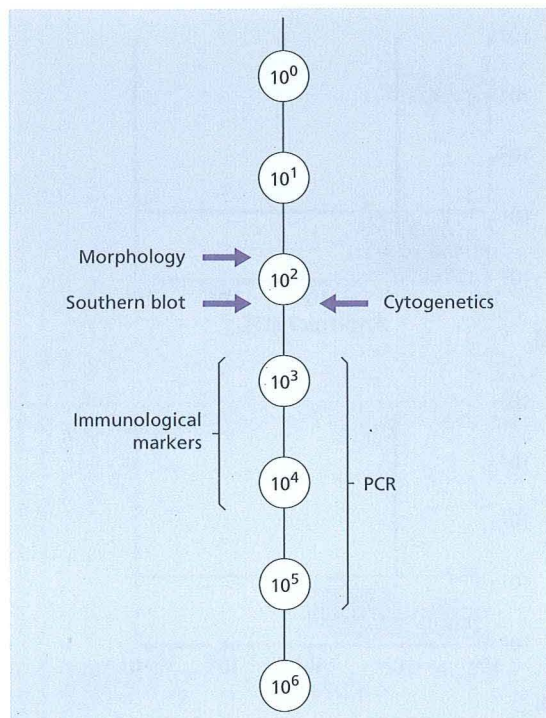 10⁰
10¹
Morphology
10²
Southern blot
Cytogenetics
10³
Immunological
markers
10⁴
PCR
10⁵
10⁶